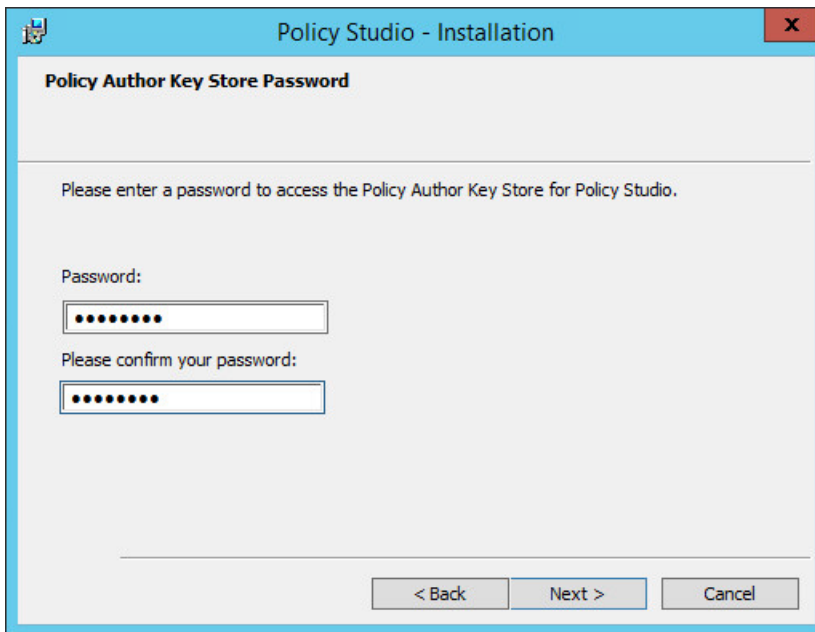 Policy Studio - Installation
x
Policy Author Key Store Password
Please enter a password to access the Policy Author Key Store for Policy Studio.
Password:
●●●●●●●●
Please confirm your password:
●●●●●●●●
< Back Next > Cancel